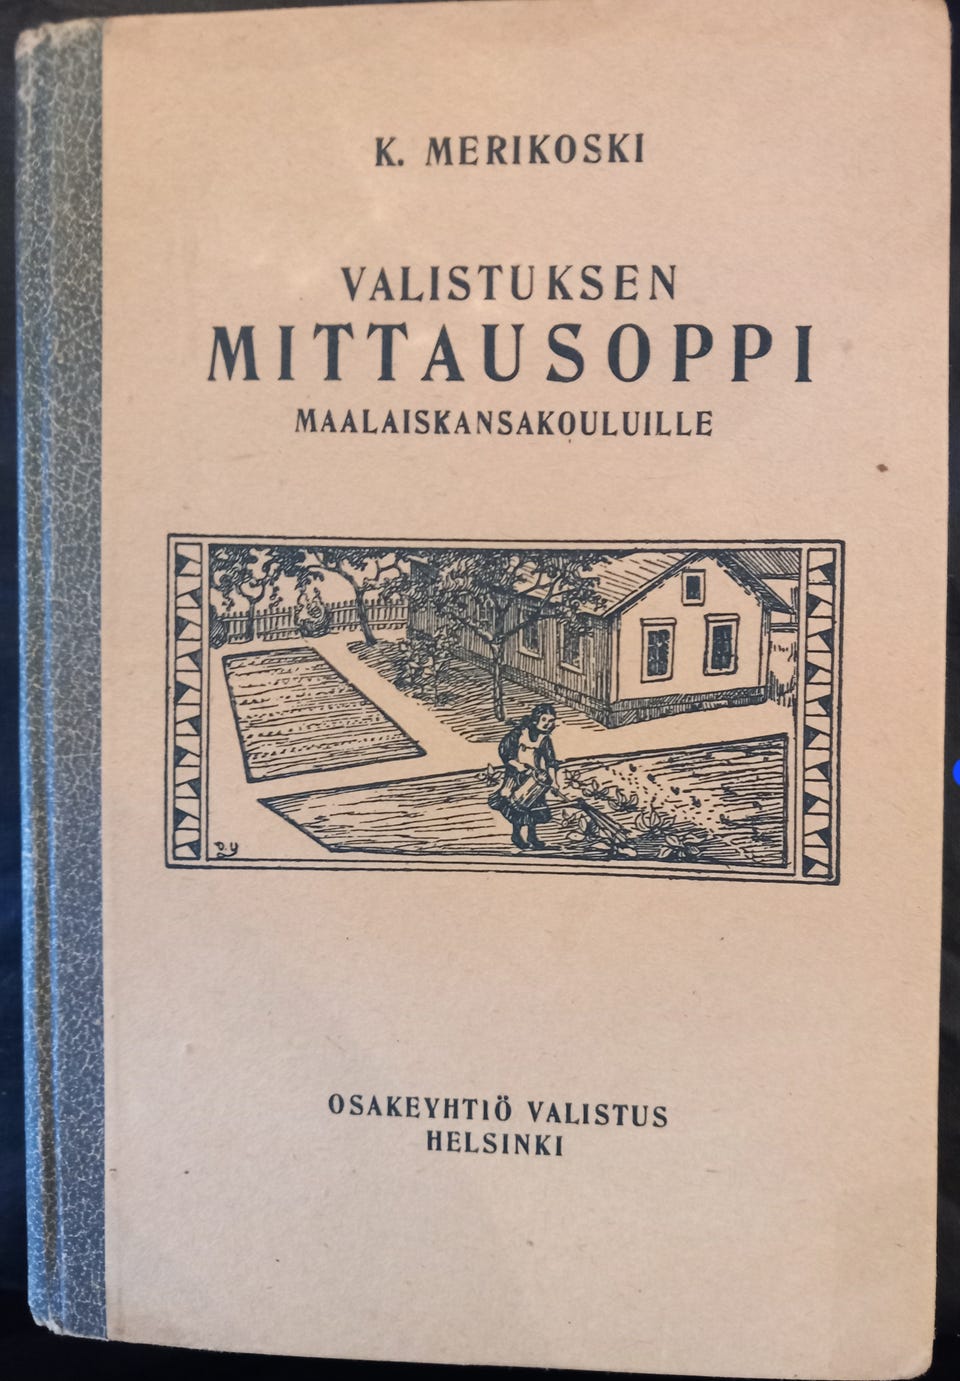 K. MERIKOSKI
VALISTUKSEN
MITTAUSOPPI
MAALAISKANSAKOULUILLE
O.Y
OSAKEYHTIÖ VALISTUS
HELSINKI